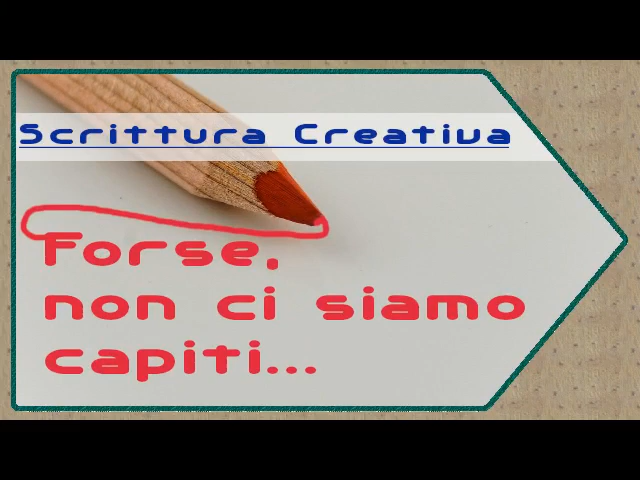 Scrittura Creativa
Forse,
non ci siamo
capiti...